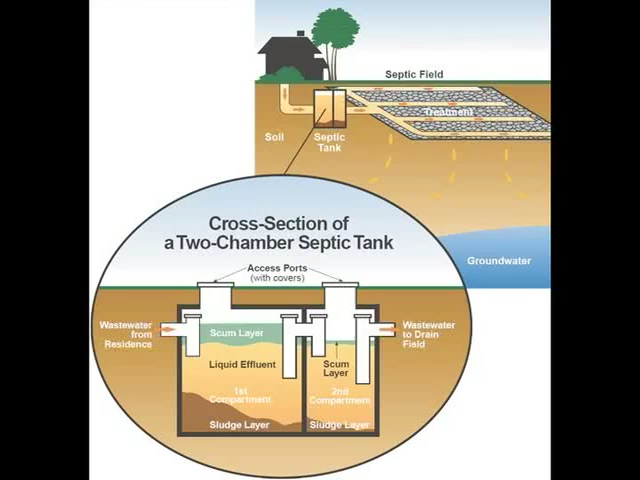 Septic Field
Treatment
Soil
Septic
Tank
Groundwater
Cross-Section of
a Two-Chamber Septic Tank
Access Ports
(with covers)
Wastewater
from
Residence
Scum Layer
Wastewater
to Drain
Field
Liquid Effluent
Scum
Layer
1st
Compartment
2nd
Compartment
Sludge Layer
Sludge Layer